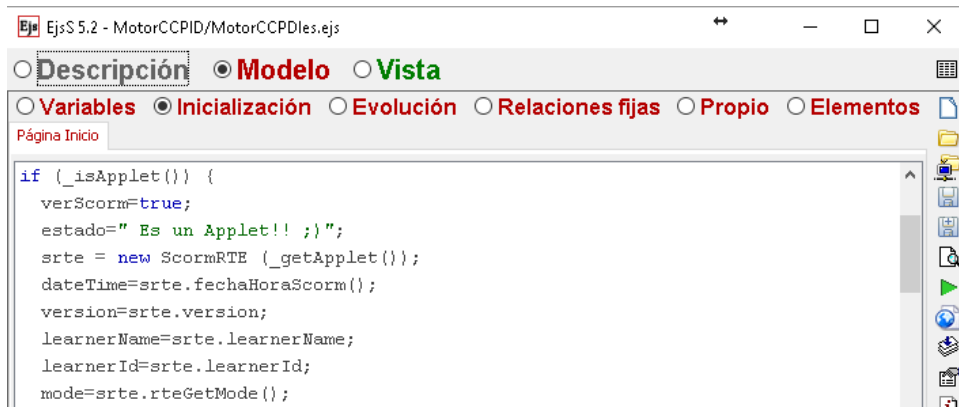 Ejs EjsS 5.2 - MotorCCPID/MotorCCPDIes.ejs
Descripción Modelo Vista
Variables Inicialización Evolución Relaciones fijas Propio Elementos
Página Inicio
if (_isApplet()) {
verScorm=true;
estado=" Es un Applet!! ;)";
srte = new ScormRTE (_getApplet());
dateTime=srte.fechaHoraScorm();
version=srte.version;
learnerName=srte.learnerName;
learnerId=srte.learnerId;
mode=srte.rteGetMode();